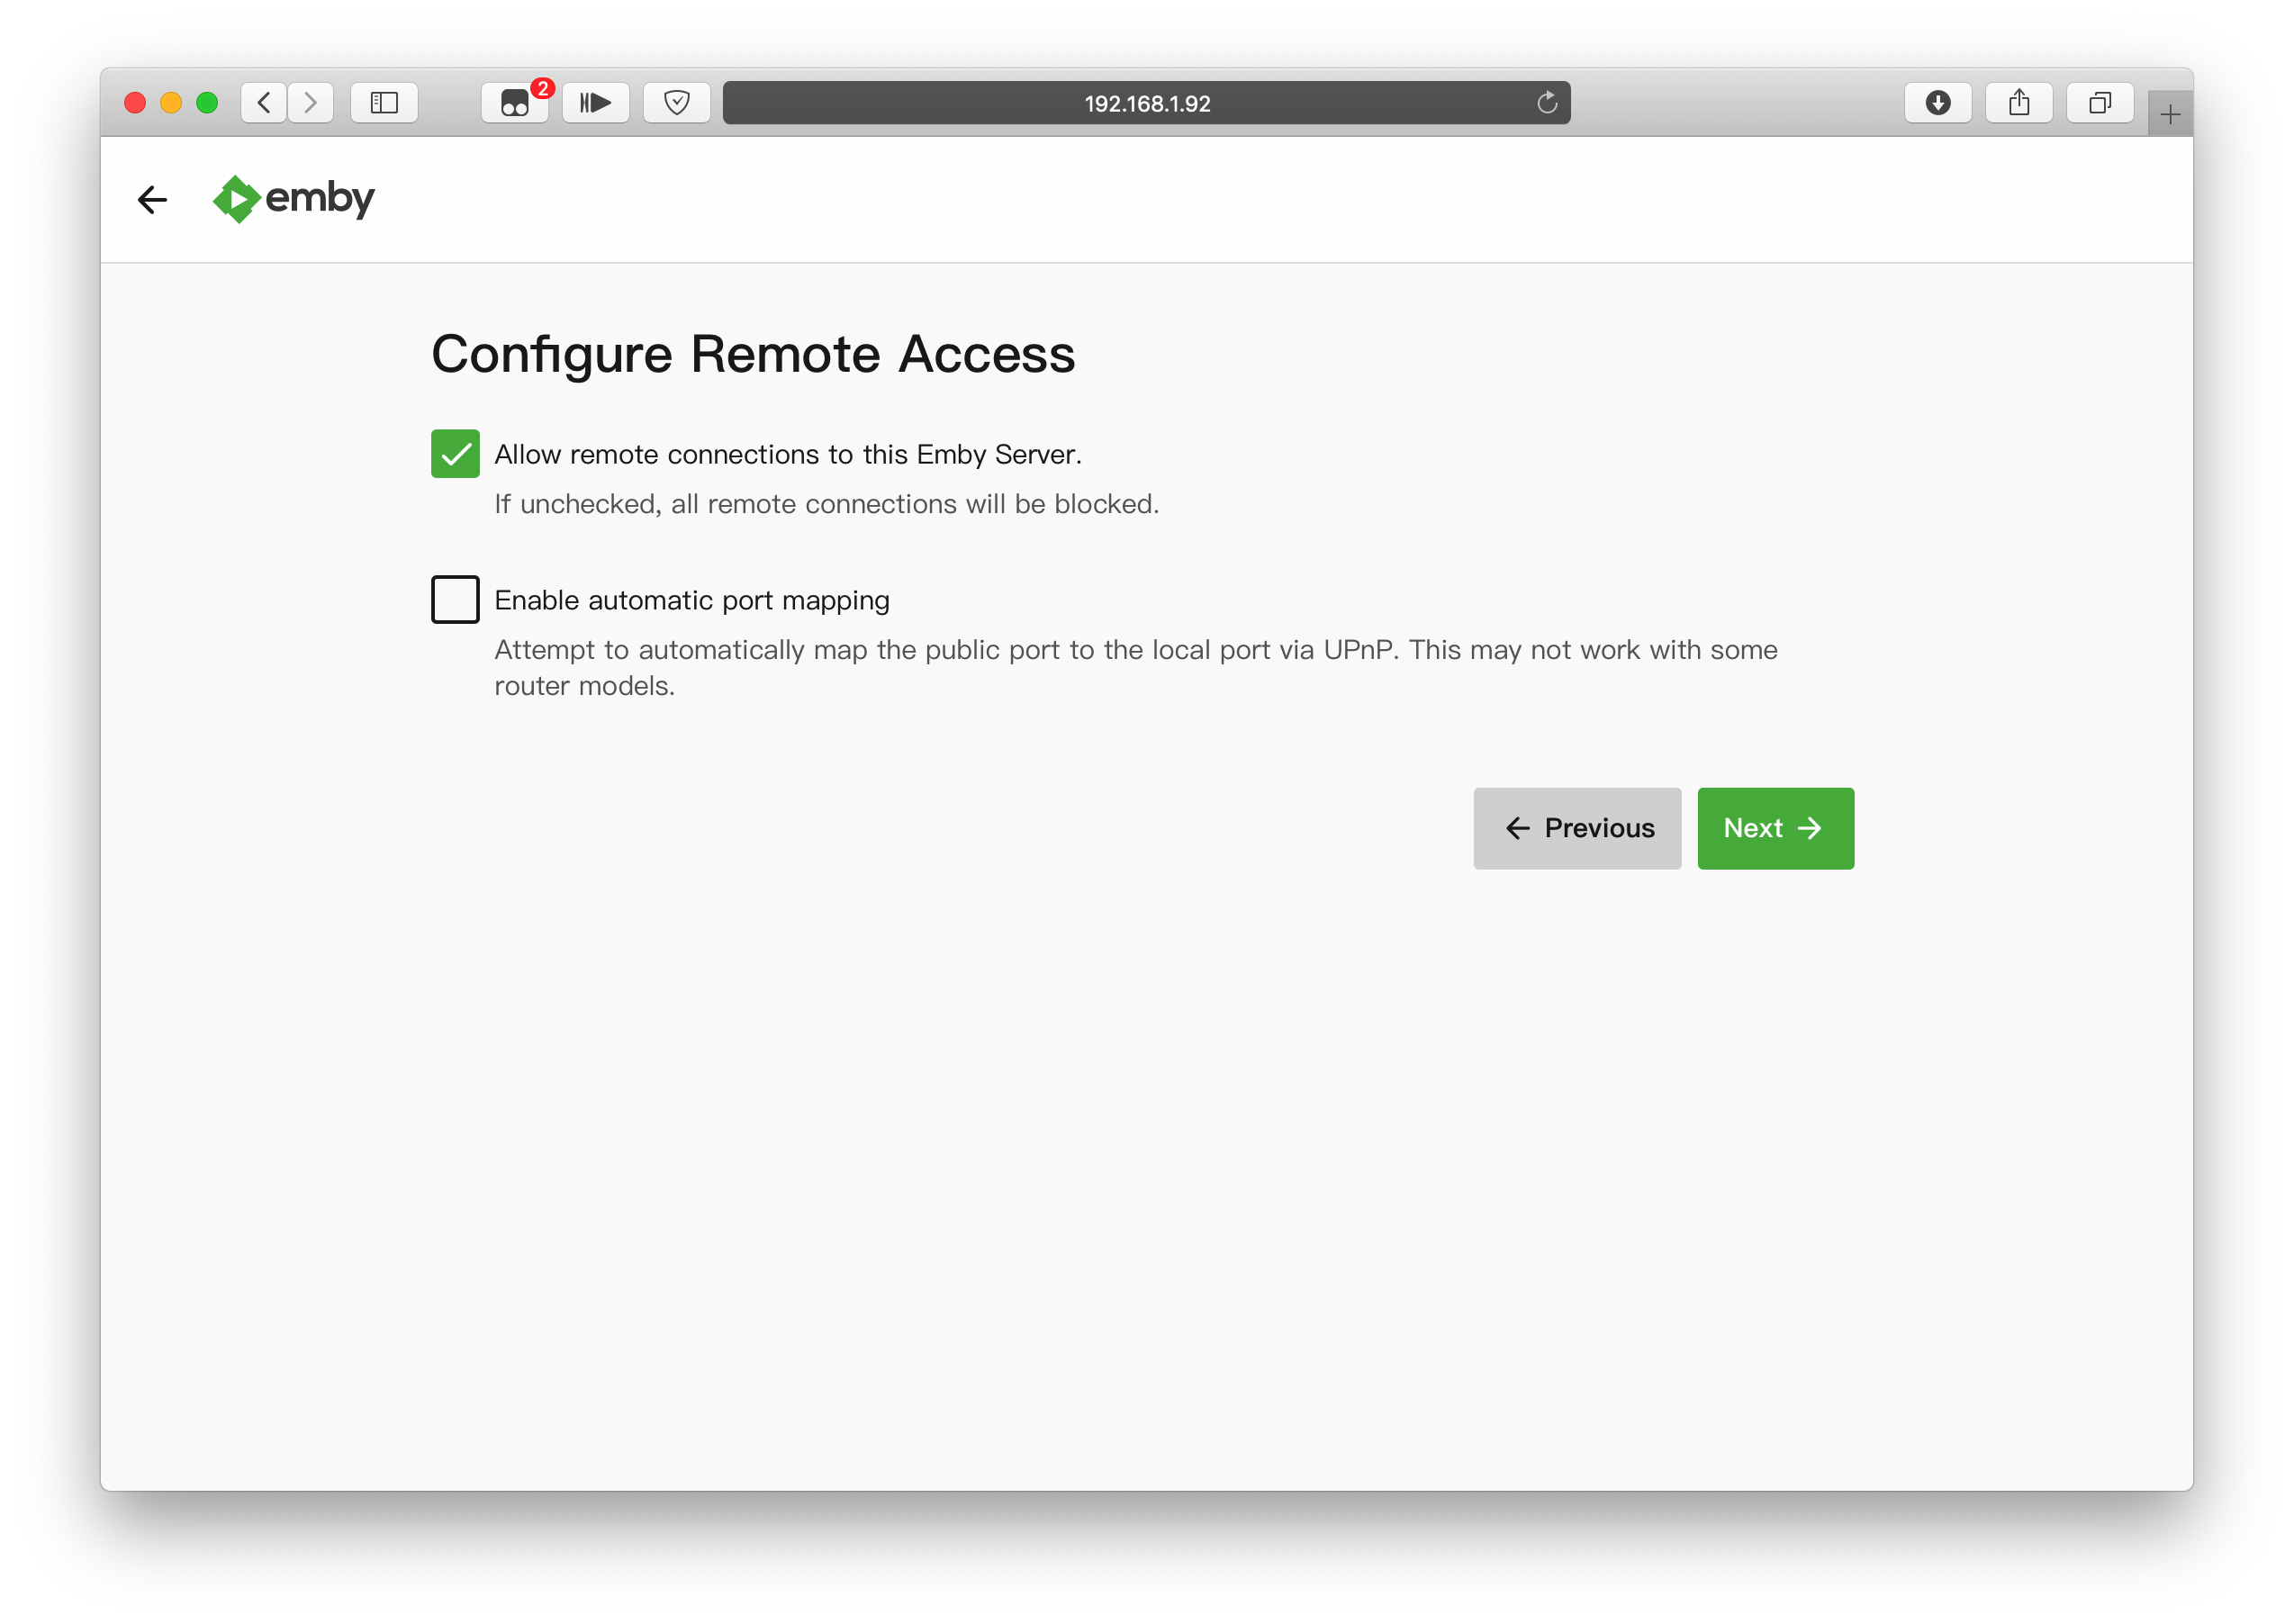 2
192.168.1.92
emby
Configure Remote Access
Allow remote connections to this Emby Server.
If unchecked, all remote connections will be blocked.
Enable automatic port mapping
Attempt to automatically map the public port to the local port via UPnP. This may not work with some
router models.
Previous
Next